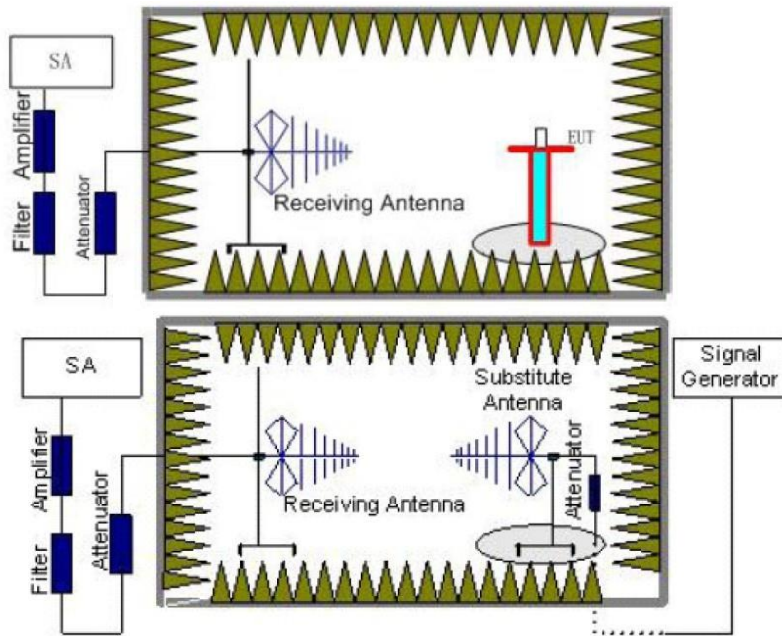 SA
Amplifier
Filter
Attenuator
Receiving Antenna
EUT
SA
Amplifier
Filter
Attenuator
Receiving Antenna
Substitute
Antenna
Attenuator
Signal
Generator